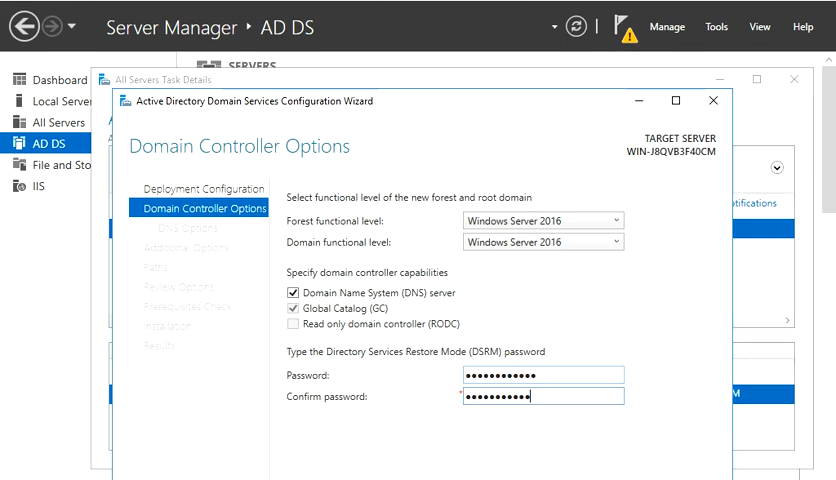 Server Manager ‣ AD DS
Manage Tools View Help
SERVERS
Dashboard
Local Server
All Servers
AD DS
File and Sto
IIS
All Servers Task Details
Active Directory Domain Services Configuration Wizard
Domain Controller Options
TARGET SERVER
WIN-J8QVB3F40CM
Deployment Configuration
Domain Controller Options
DNS Options
Additional Options
Paths
Review Options
Prerequisites Check
Installation
Results
Select functional level of the new forest and root domain
Forest functional level: Windows Server 2016
Domain functional level: Windows Server 2016
Specify domain controller capabilities
Domain Name System (DNS) server
Global Catalog (GC)
Read only domain controller (RODC)
Type the Directory Services Restore Mode (DSRM) password
Password: ••••••••••••
Confirm password: •••••••••••
otifications
M